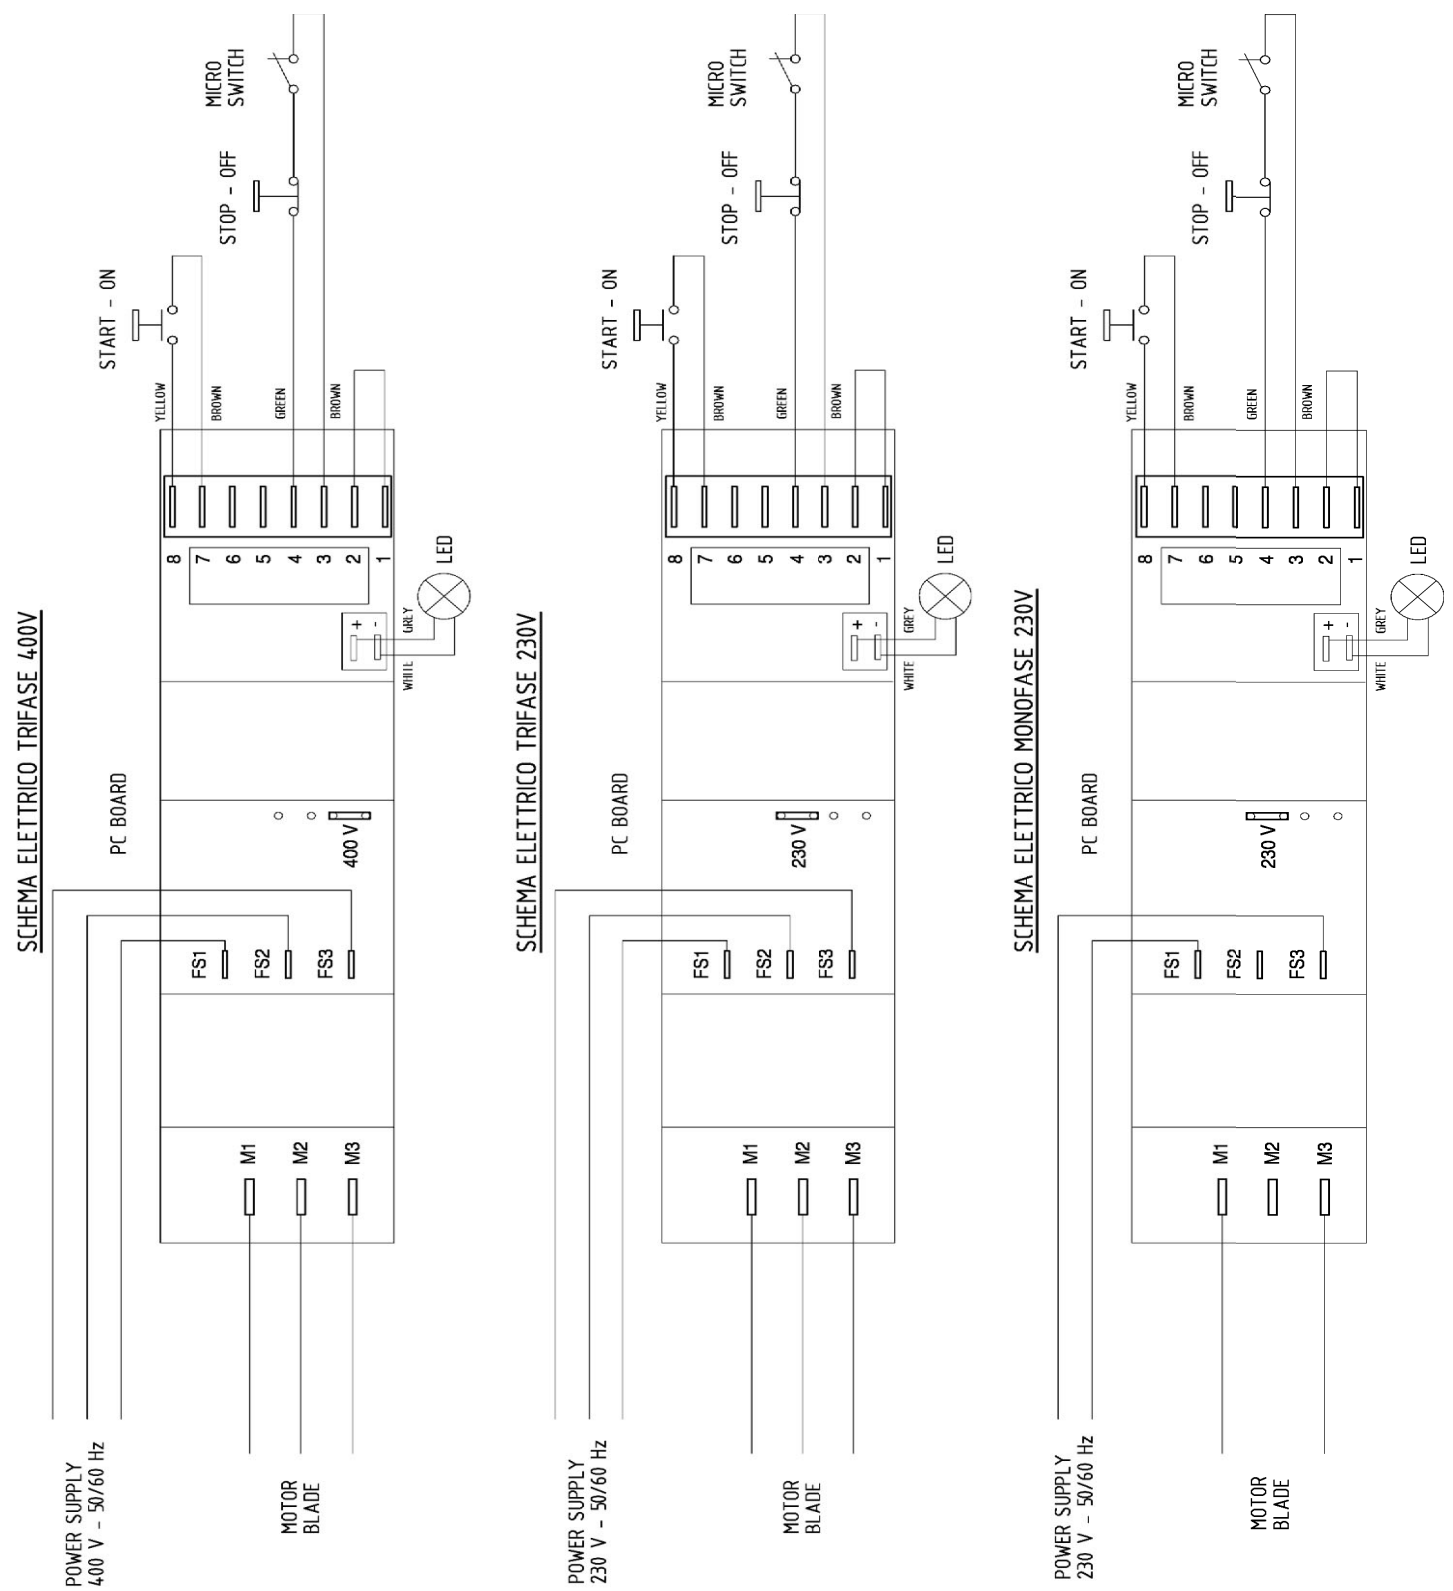 SCHEMA ELETTRICO TRIFASE 400V
POWER SUPPLY
400 V - 50/60 Hz
PC BOARD
MOTOR
BLADE
M1
M2
M3
FS1
FS2
FS3
400 V
8
7
6
5
4
3
2
1
+
-
WHITE
GREY
LED
YELLOW
BROWN
GREEN
BROWN
START - ON
STOP - OFF
MICRO
SWITCH
SCHEMA ELETTRICO TRIFASE 230V
POWER SUPPLY
230 V - 50/60 Hz
PC BOARD
MOTOR
BLADE
M1
M2
M3
FS1
FS2
FS3
230 V
8
7
6
5
4
3
2
1
+
-
WHITE
GREY
LED
YELLOW
BROWN
GREEN
BROWN
START - ON
STOP - OFF
MICRO
SWITCH
SCHEMA ELETTRICO MONOFASE 230V
POWER SUPPLY
230 V - 50/60 Hz
PC BOARD
MOTOR
BLADE
M1
M2
M3
FS1
FS2
FS3
230 V
8
7
6
5
4
3
2
1
+
-
WHITE
GREY
LED
YELLOW
BROWN
GREEN
BROWN
START - ON
STOP - OFF
MICRO
SWITCH